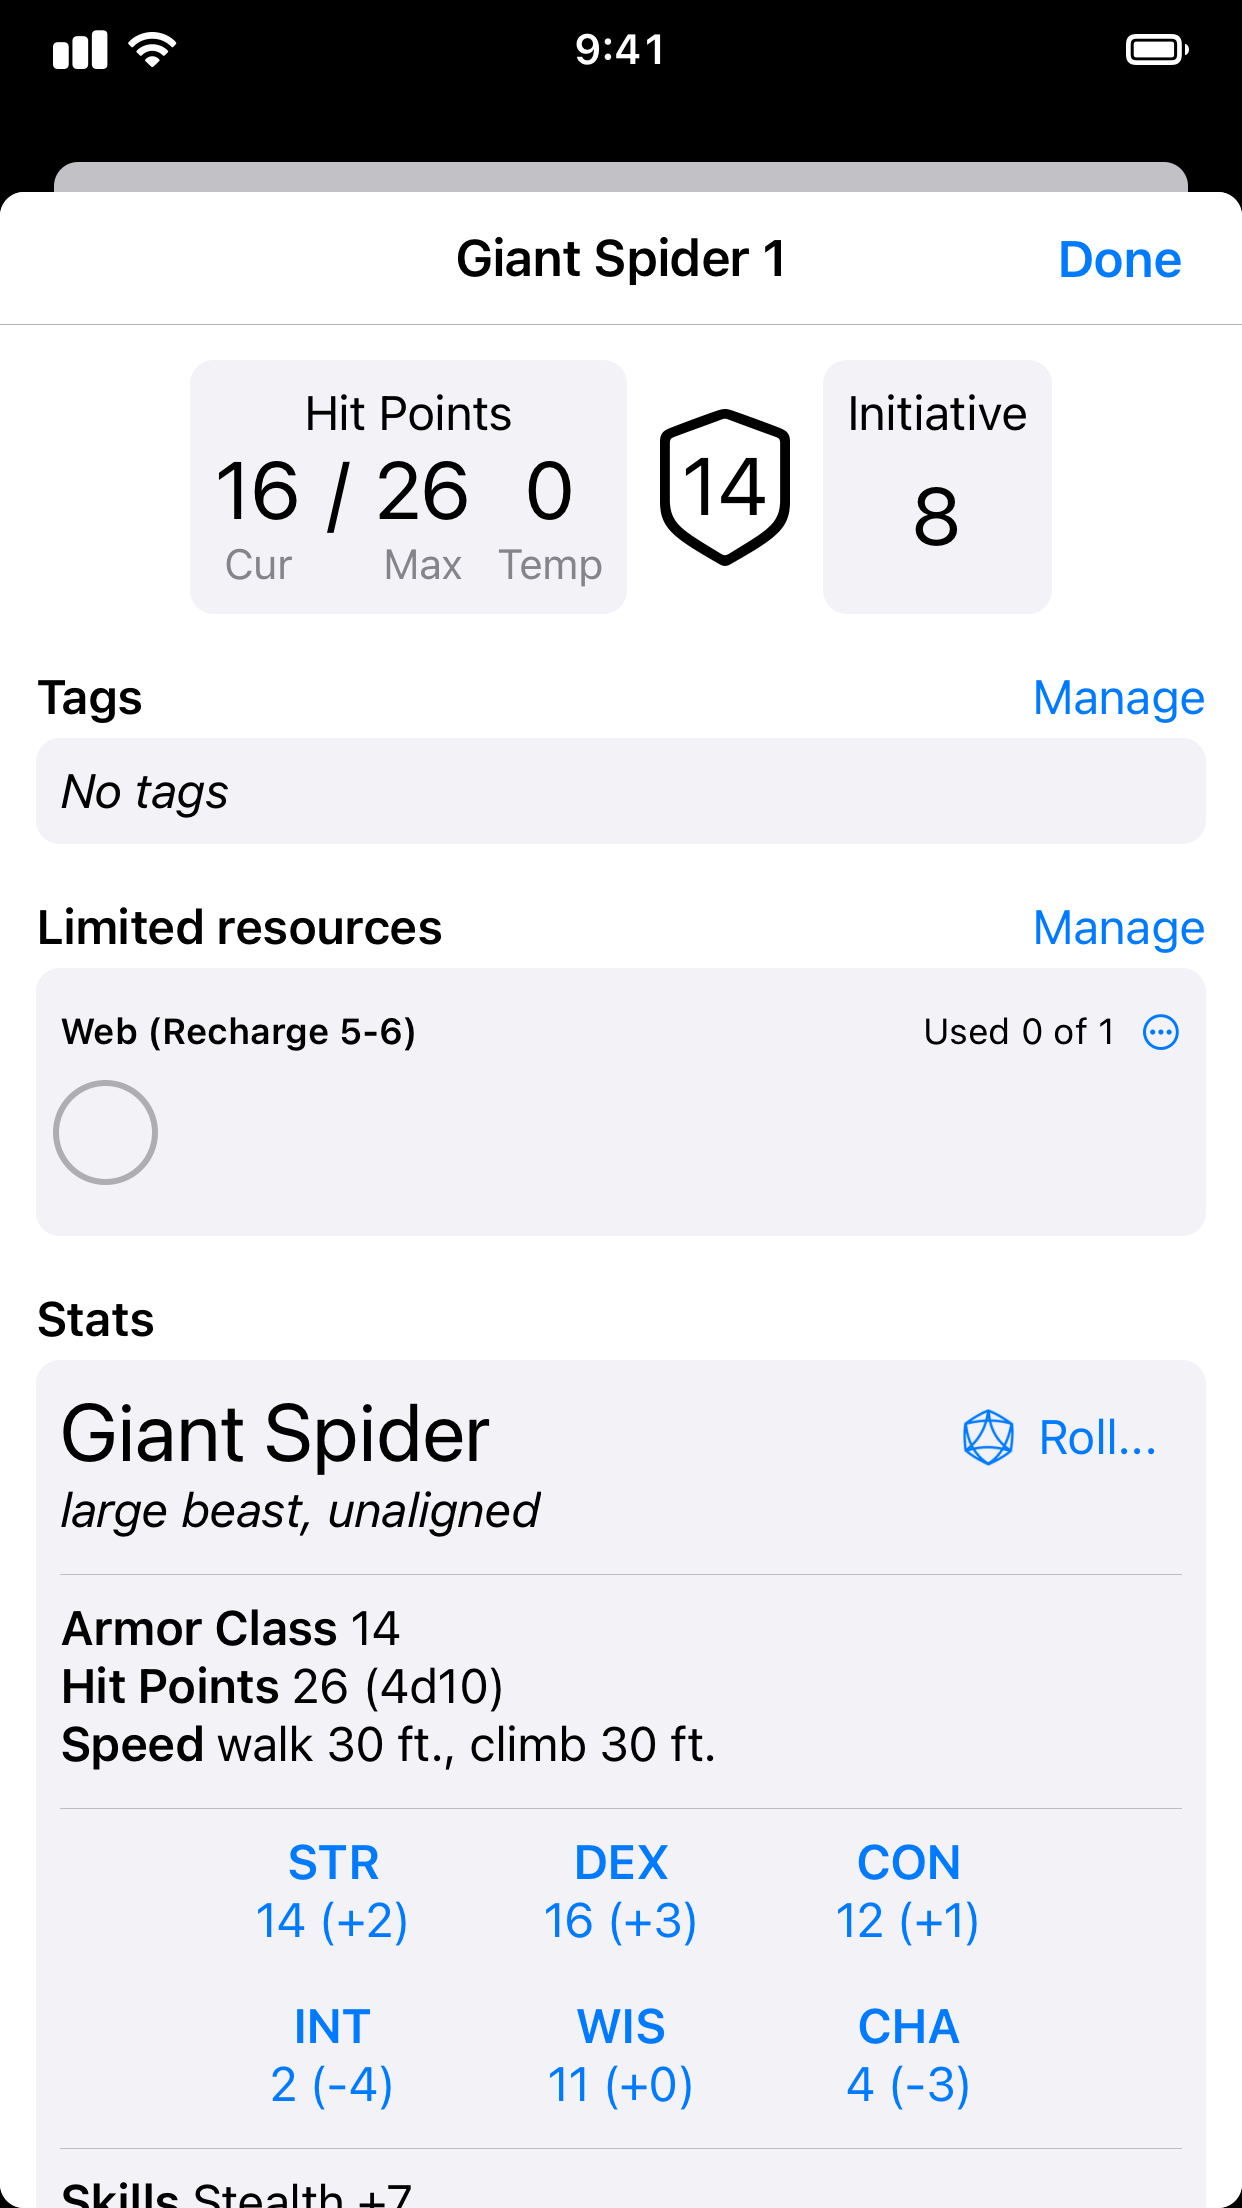 9:41
Giant Spider 1 Done
Hit Points
16 / 26 0
Cur Max Temp
14
Initiative
8
Tags Manage
No tags
Limited resources Manage
Web (Recharge 5-6) Used 0 of 1
Stats
Giant Spider Roll...
large beast, unaligned
Armor Class 14
Hit Points 26 (4d10)
Speed walk 30 ft., climb 30 ft.
STR DEX CON
14 (+2) 16 (+3) 12 (+1)
INT WIS CHA
2 (-4) 11 (+0) 4 (-3)
Skills Stealth +7